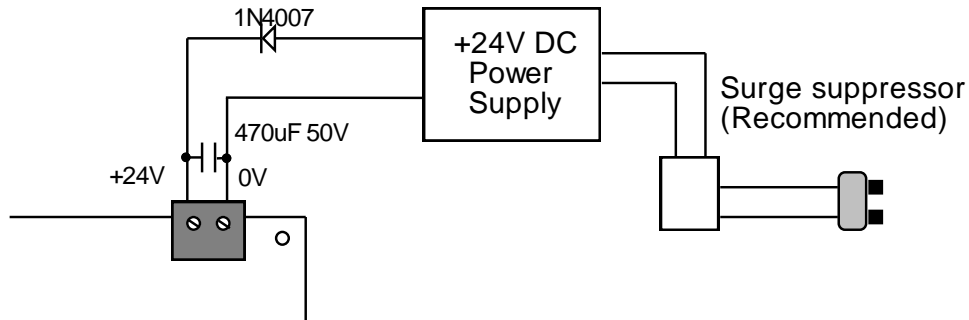 1N4007
+24V DC
Power
Supply
Surge suppressor
(Recommended)
470uF 50V
+24V
0V